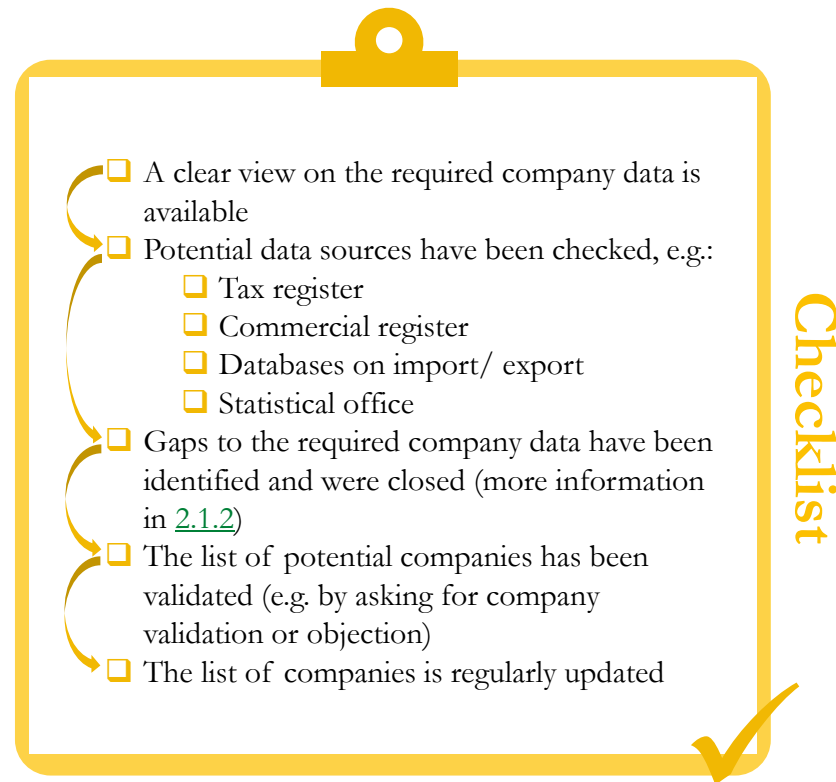 A clear view on the required company data is
available
Potential data sources have been checked, e.g.:
Tax register
Commercial register
Databases on import/ export
Statistical office
Gaps to the required company data have been
identified and were closed (more information
in 2.1.2)
The list of potential companies has been
validated (e.g. by asking for company
validation or objection)
The list of companies is regularly updated
Checklist